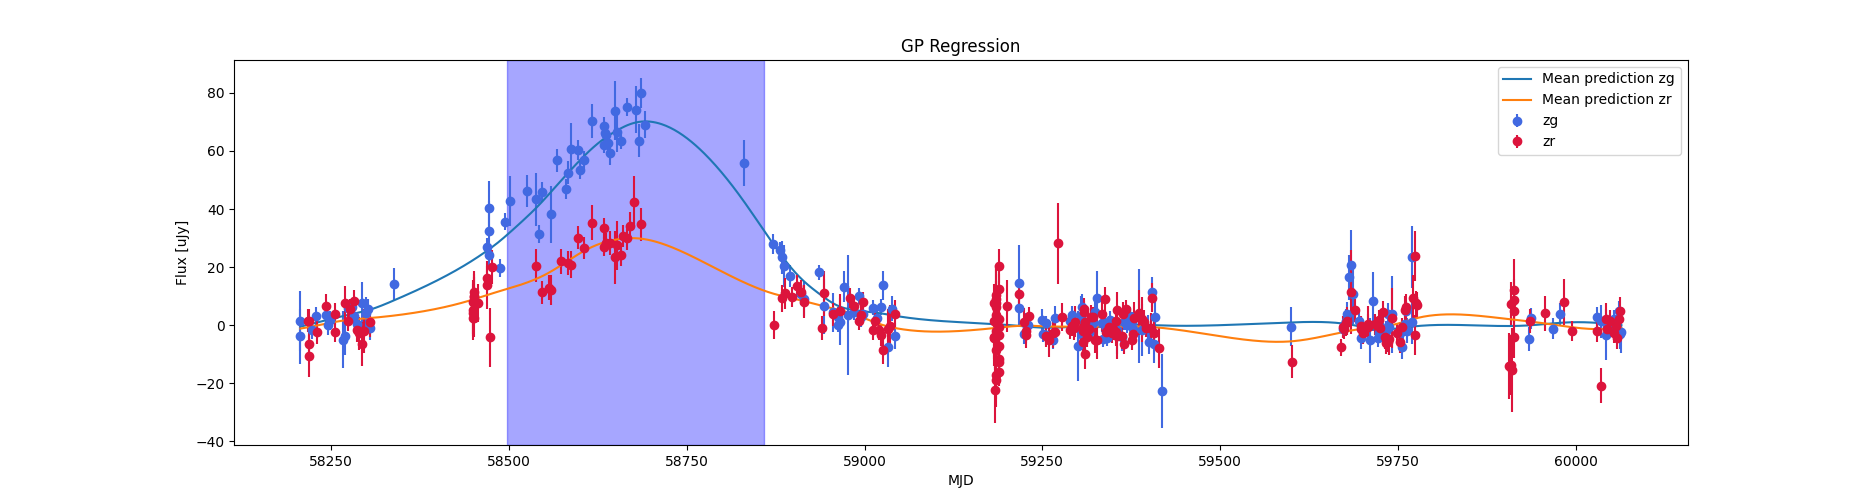 GP Regression
Flux [uJy]
80
60
40
20
0
−20
−40
Mean prediction zg
Mean prediction zr
zg
zr
58250 58500 58750 59000 59250 59500 59750 60000
MJD